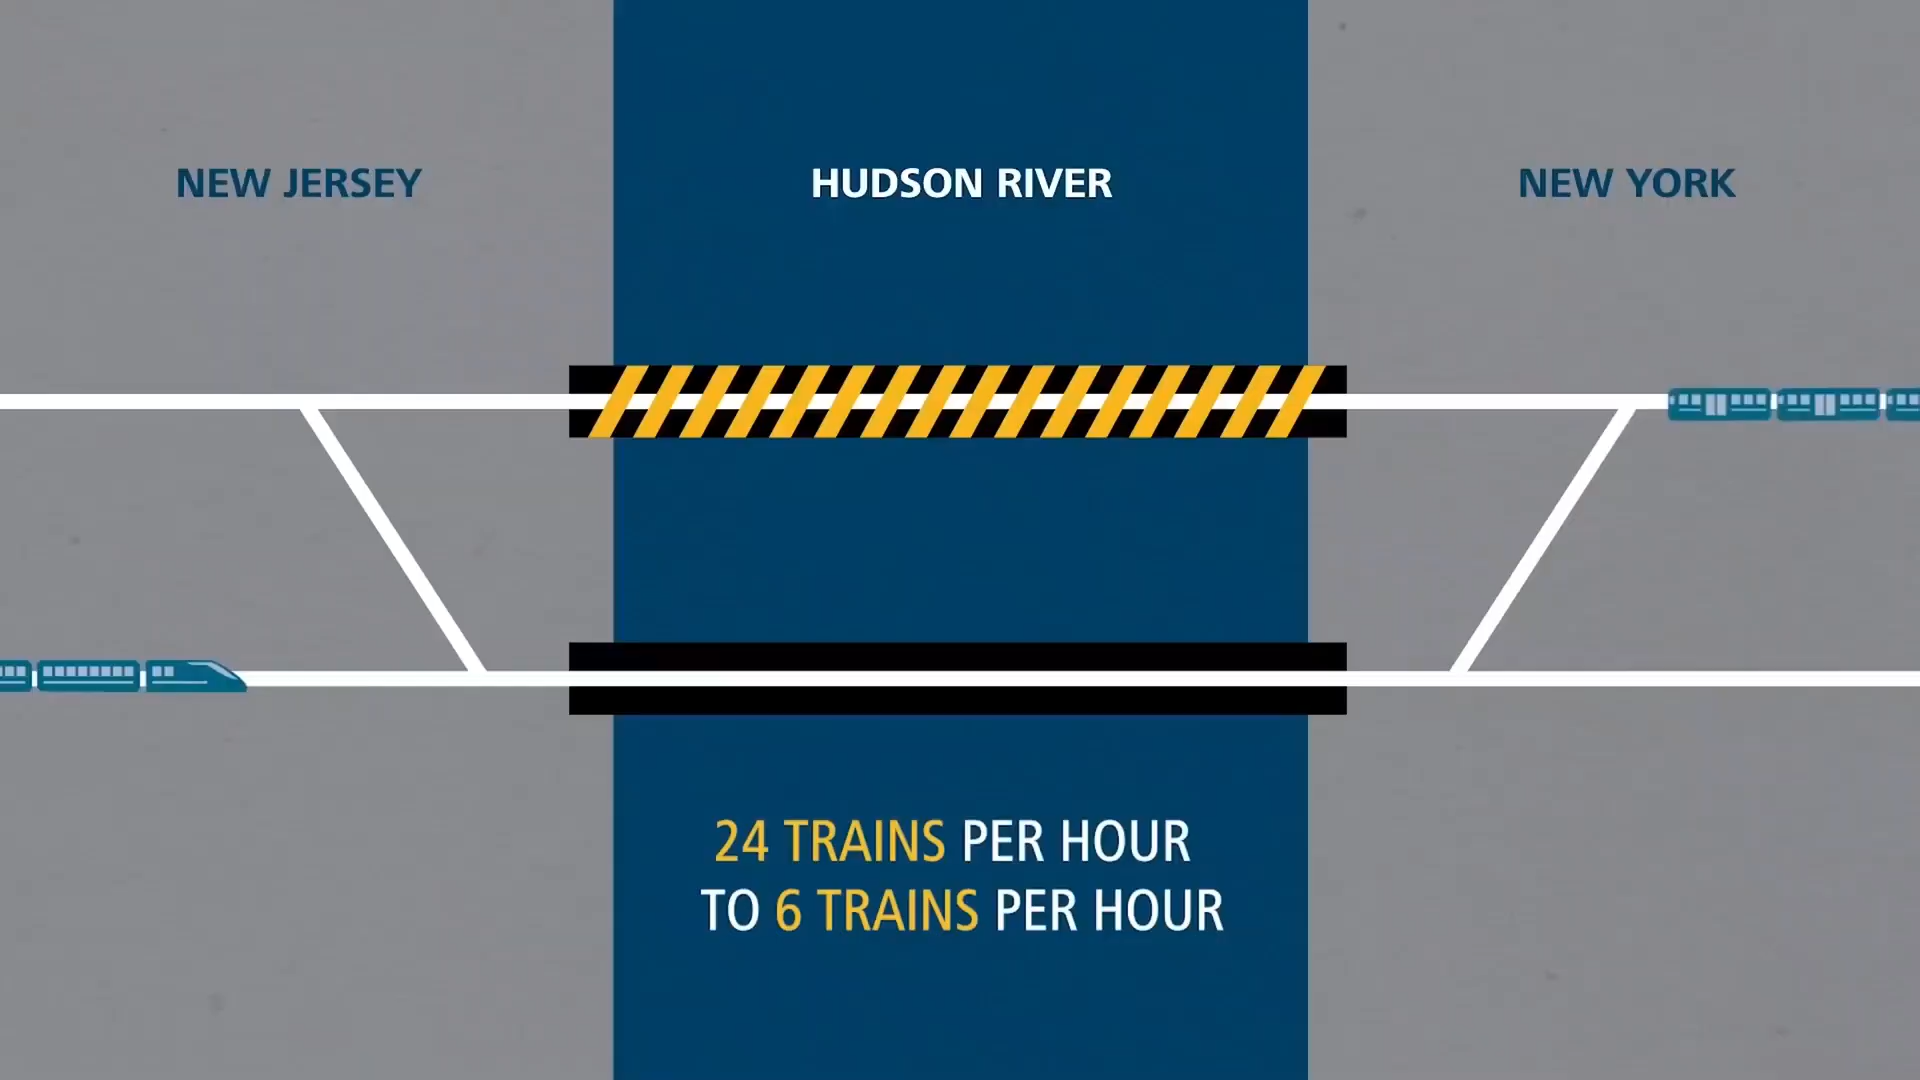 NEW JERSEY
HUDSON RIVER
NEW YORK
24 TRAINS PER HOUR
TO 6 TRAINS PER HOUR